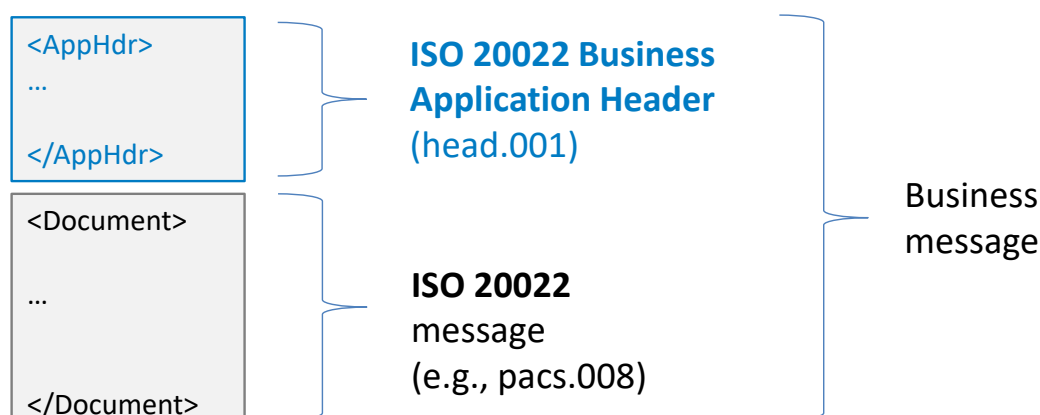 <AppHdr>
…
</AppHdr>
ISO 20022 Business
Application Header
(head.001)
<Document>
…
</Document>
ISO 20022
message
(e.g., pacs.008)
Business
message